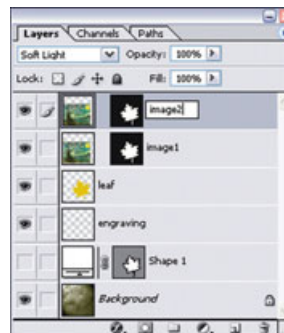 Layers Channels Paths
Soft Light Opacity: 100%
Lock: Fill: 100%
image2
image1
leaf
engraving
Shape 1
Background